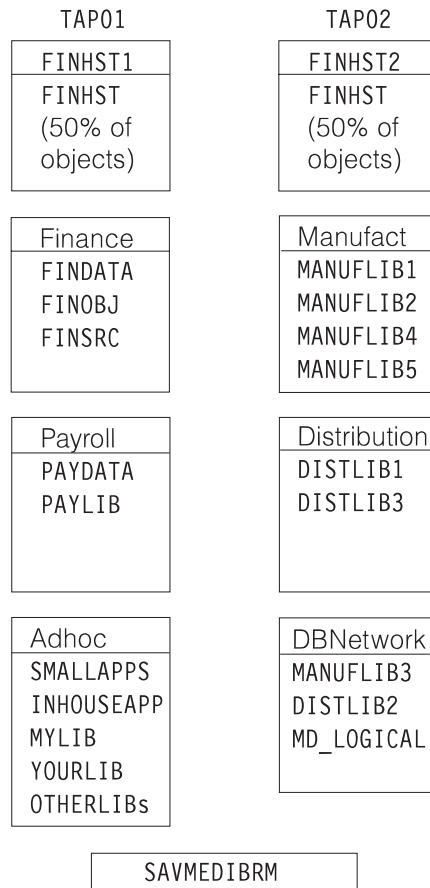 TAP01
FINHST1
FINHST
(50% of
objects)
Finance
FINDATA
FINOBJ
FINSRC
Payroll
PAYDATA
PAYLIB
Adhoc
SMALLAPPS
INHOUSEAPP
MYLIB
YOURLIB
OTHERLIBs
TAP02
FINHST2
FINHST
(50% of
objects)
Manufact
MANUFLIB1
MANUFLIB2
MANUFLIB4
MANUFLIB5
Distribution
DISTLIB1
DISTLIB3
DBNetwork
MANUFLIB3
DISTLIB2
MD_LOGICAL
SAVMEDIBRM